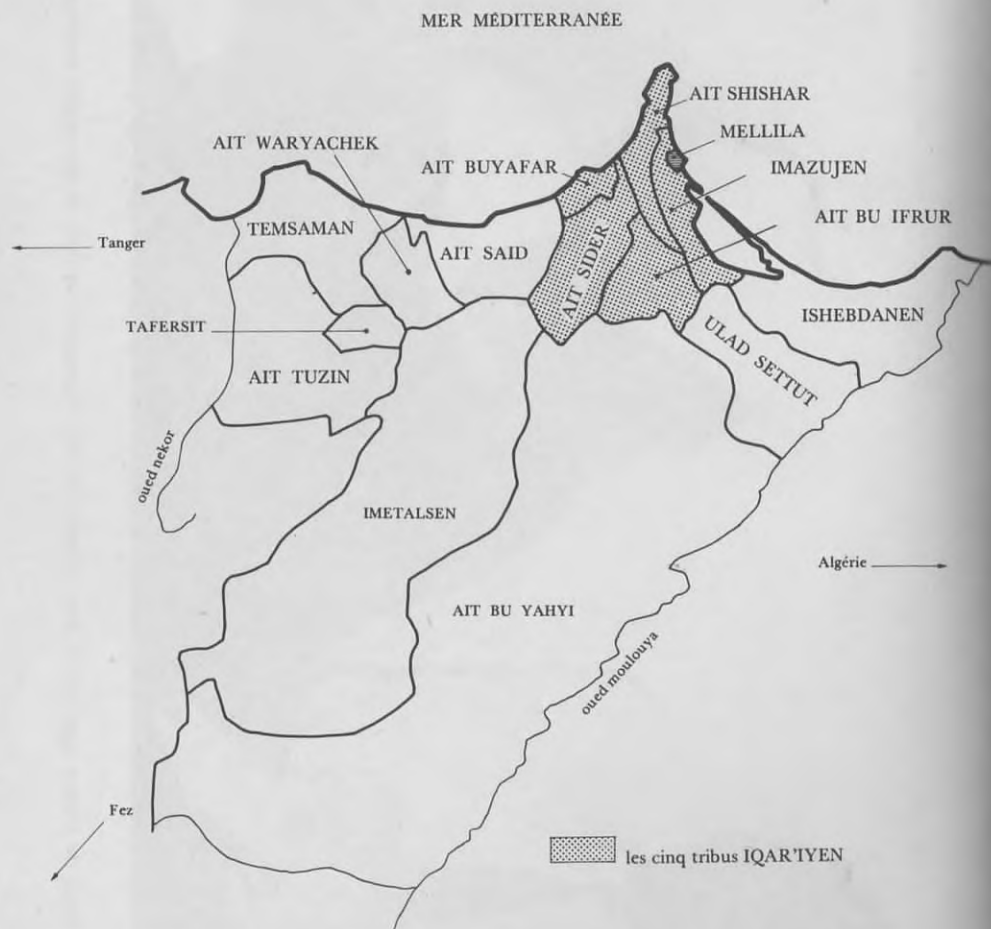 MER MÉDITERRANÉE
AIT SHISHAR
MELLILA
AIT WARYACHEK
AIT BUYAFAR
IMAZUJEN
AIT BU IFRUR
TEMSAMAN
Tanger
AIT SAID
AIT SIDER
ISHEBDANEN
TAFERSIT
ULAD SETTUT
AIT TUZIN
oued nekor
IMETALSEN
Algérie
AIT BU YAHYI
oued moulouya
Fez
les cinq tribus IQAR'IYEN